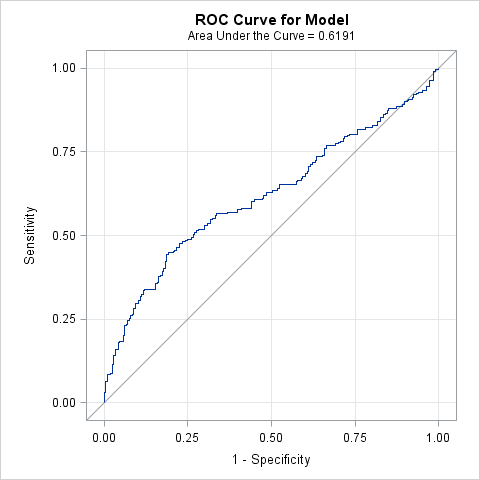 ROC Curve for Model
Area Under the Curve = 0.6191
1.00
0.75
0.50
0.25
0.00
Sensitivity
0.00 0.25 0.50 0.75 1.00
1 - Specificity